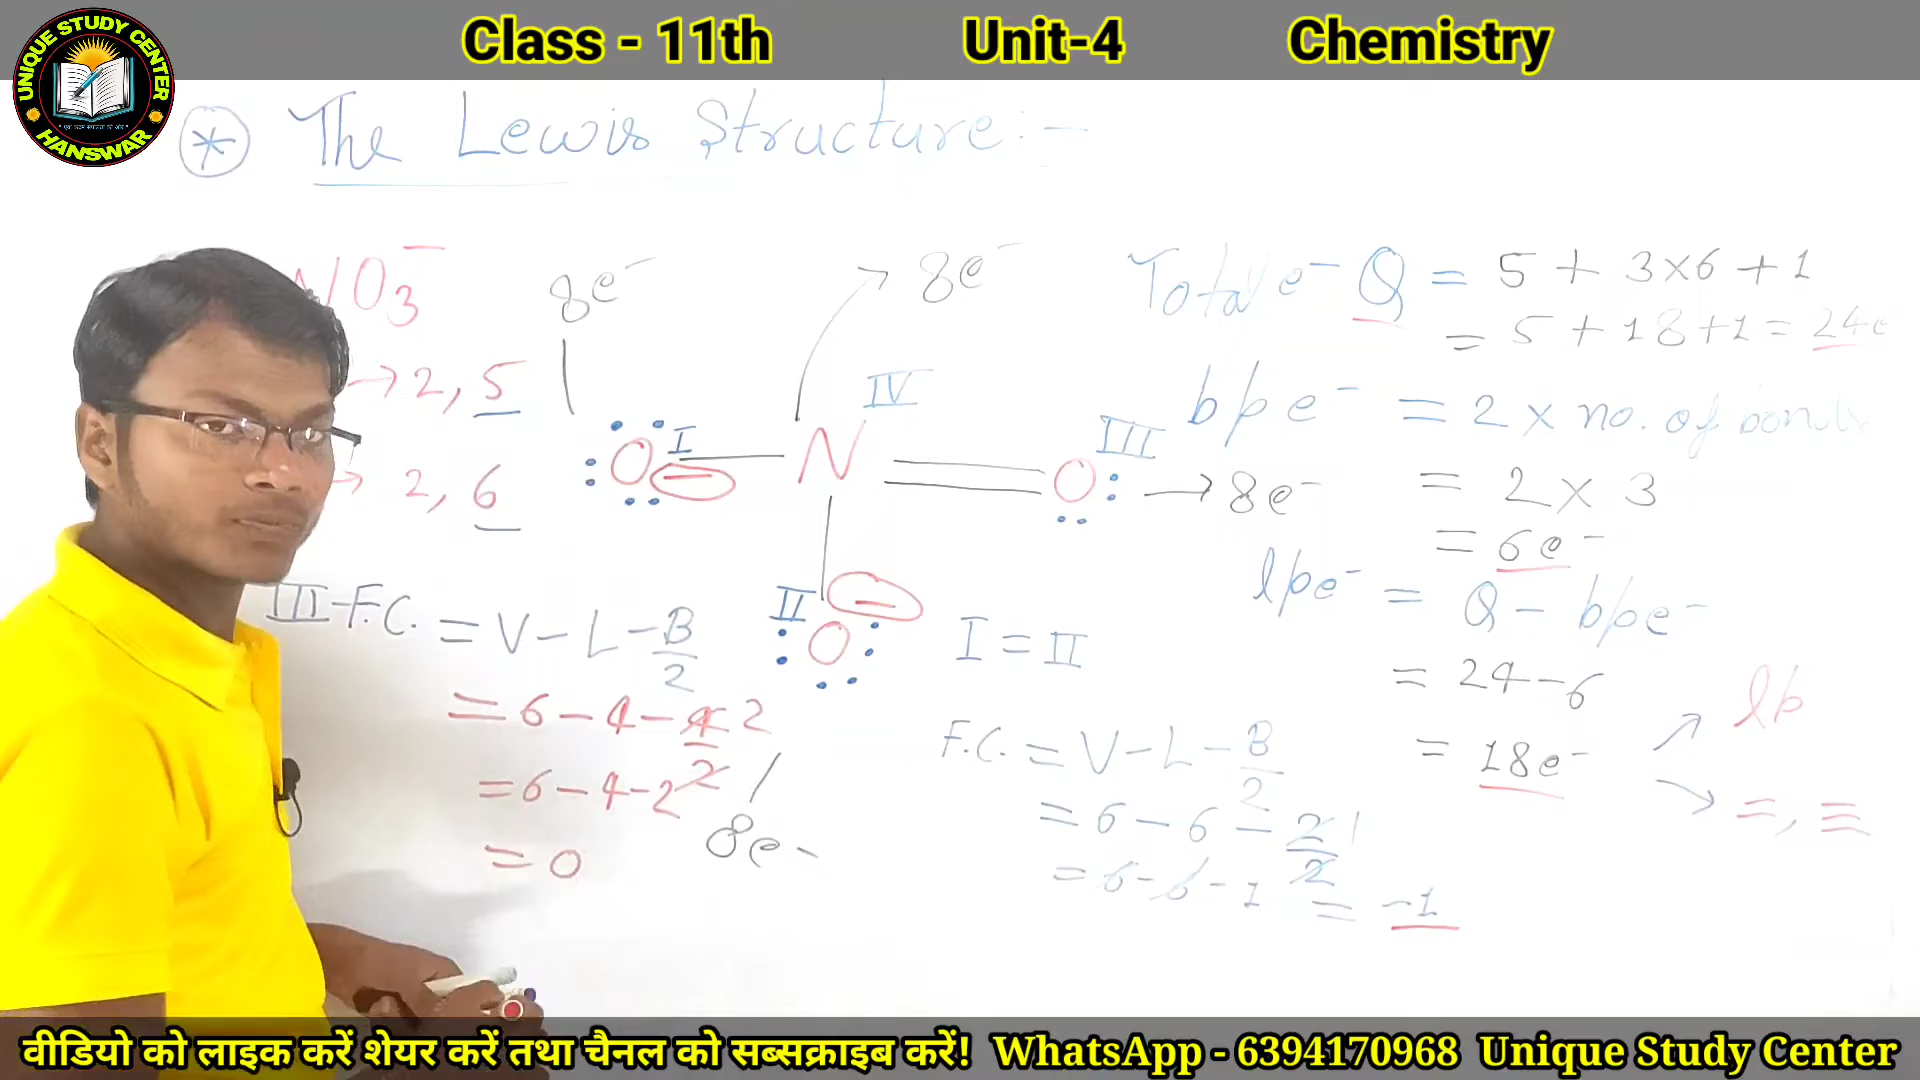 Class - 11th Unit-4 Chemistry
UNIQUE STUDY CENTER
HANSWAR
* The Lewis Structure:-
NO₃⁻
8e⁻
8e⁻
→ 2, 5
→ 2, 6
I
IV
III
O − N = O → 8e⁻
II
O
I = II
Total e⁻ Q = 5 + 3×6 + 1
= 5 + 18 + 1 = 24e
bpe⁻ = 2 × no. of bonds
= 2 × 3
= 6e⁻
lpe⁻ = Q - bpe⁻
= 24 - 6
= 18e⁻
lp
=, ≡
III F.C. = V - L - B/2
= 6 - 4 - 4/2 2
= 6 - 4 - 2
= 0
8e-
F.C. = V - L - B/2
= 6 - 6 - 2/2 1
= 6 - 6 - 1 = -1
वीडियो को लाइक करें शेयर करें तथा चैनल को सब्सक्राइब करें! WhatsApp - 6394170968 Unique Study Center